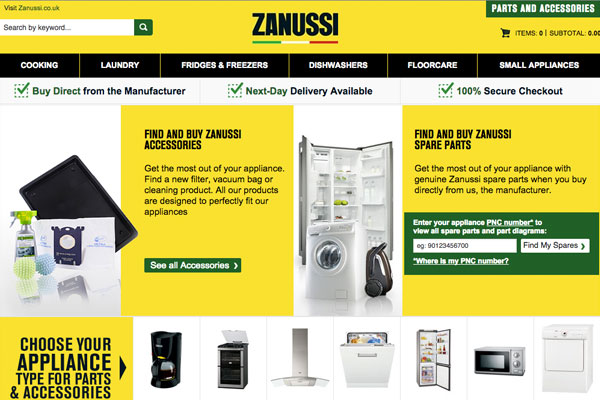 Visit Zanussi.co.uk
PARTS AND ACCESSORIES
Search by keyword...
ZANUSSI
ITEMS: 0 | SUBTOTAL: 0.00
COOKING LAUNDRY FRIDGES & FREEZERS DISHWASHERS FLOORCARE SMALL APPLIANCES
Buy Direct from the Manufacturer Next-Day Delivery Available 100% Secure Checkout
FIND AND BUY ZANUSSI
ACCESSORIES
Get the most out of your appliance.
Find a new filter, vacuum bag or
cleaning product. All our products
are designed to perfectly fit our
appliances
See all Accessories
FIND AND BUY ZANUSSI
SPARE PARTS
Get the most out of your appliance with
genuine Zanussi spare parts when you buy
directly from us, the manufacturer.
Enter your appliance PNC number* to
view all spare parts and part diagrams:
eg: 90123456700 Find My Spares
*Where is my PNC number?
CHOOSE YOUR
APPLIANCE
TYPE FOR PARTS
& ACCESSORIES